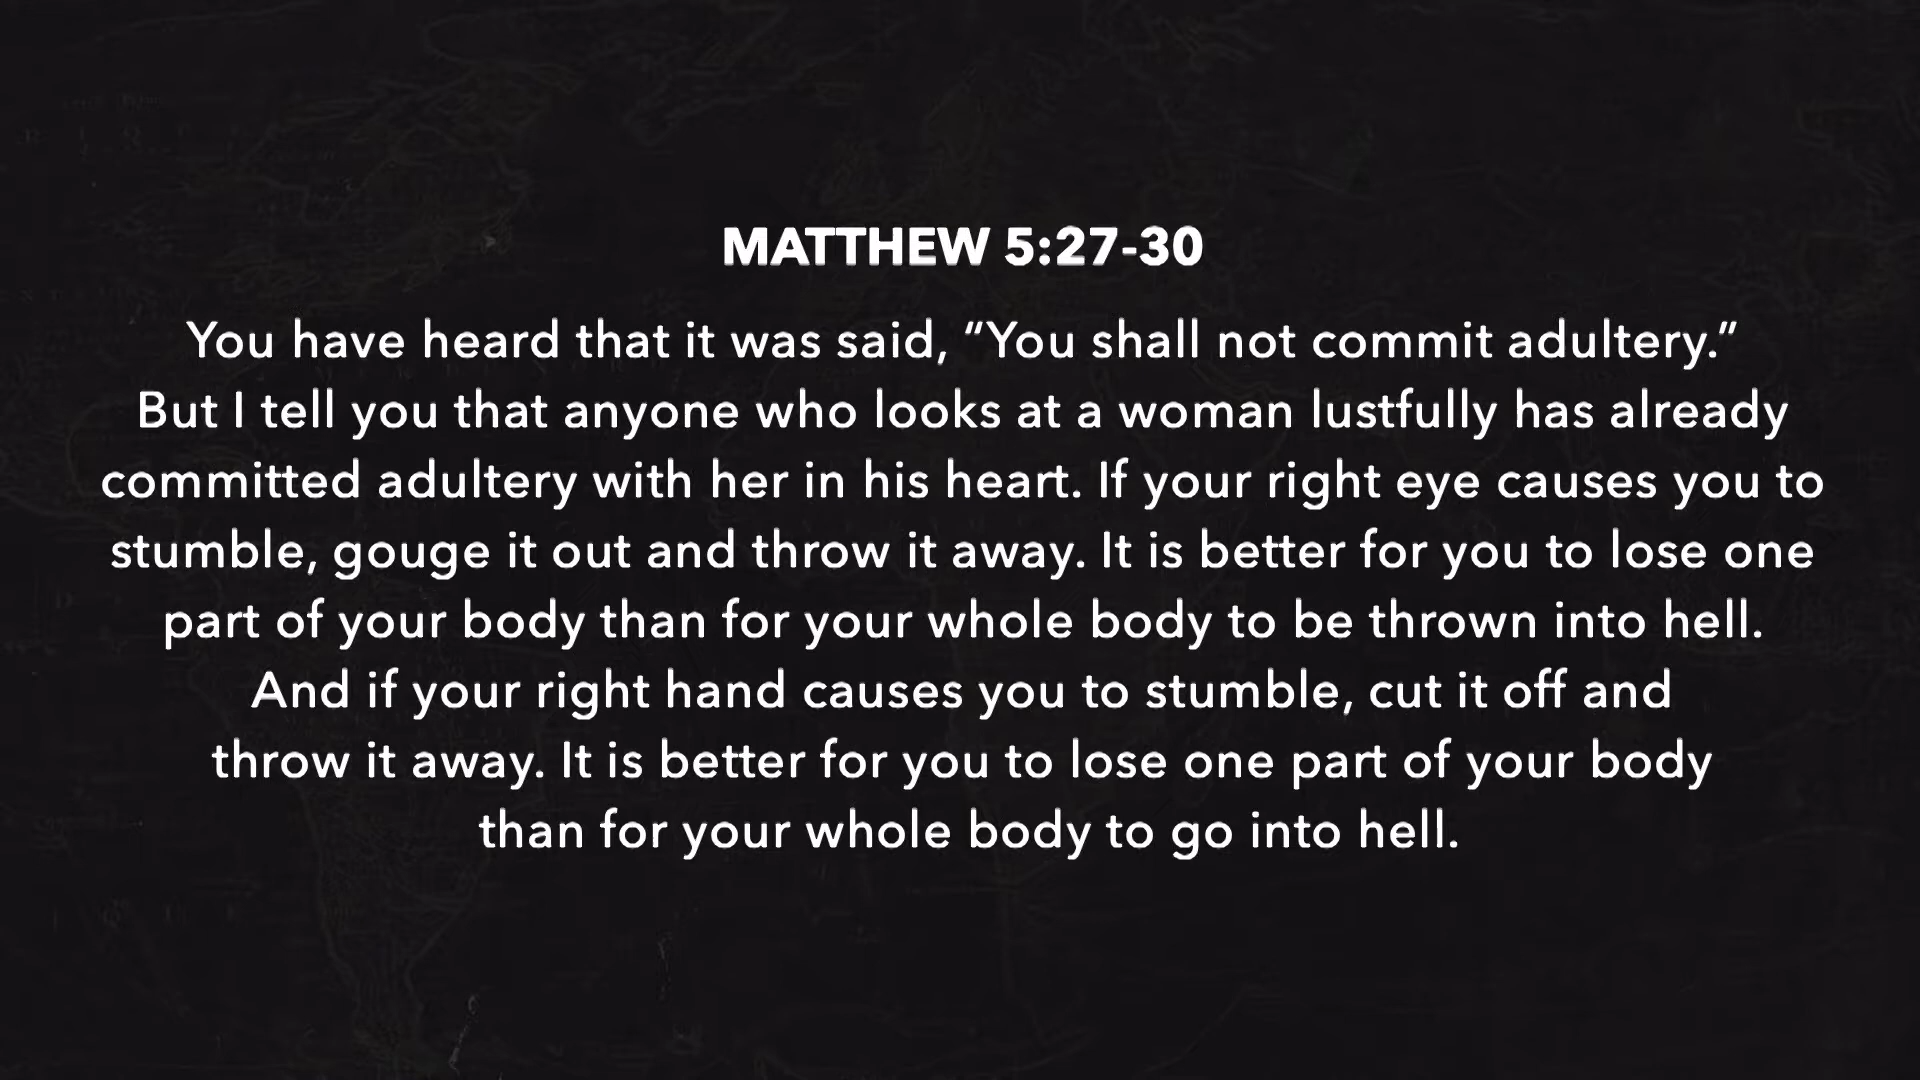 MATTHEW 5:27-30
You have heard that it was said, “You shall not commit adultery.”
But I tell you that anyone who looks at a woman lustfully has already
committed adultery with her in his heart. If your right eye causes you to
stumble, gouge it out and throw it away. It is better for you to lose one
part of your body than for your whole body to be thrown into hell.
And if your right hand causes you to stumble, cut it off and
throw it away. It is better for you to lose one part of your body
than for your whole body to go into hell.